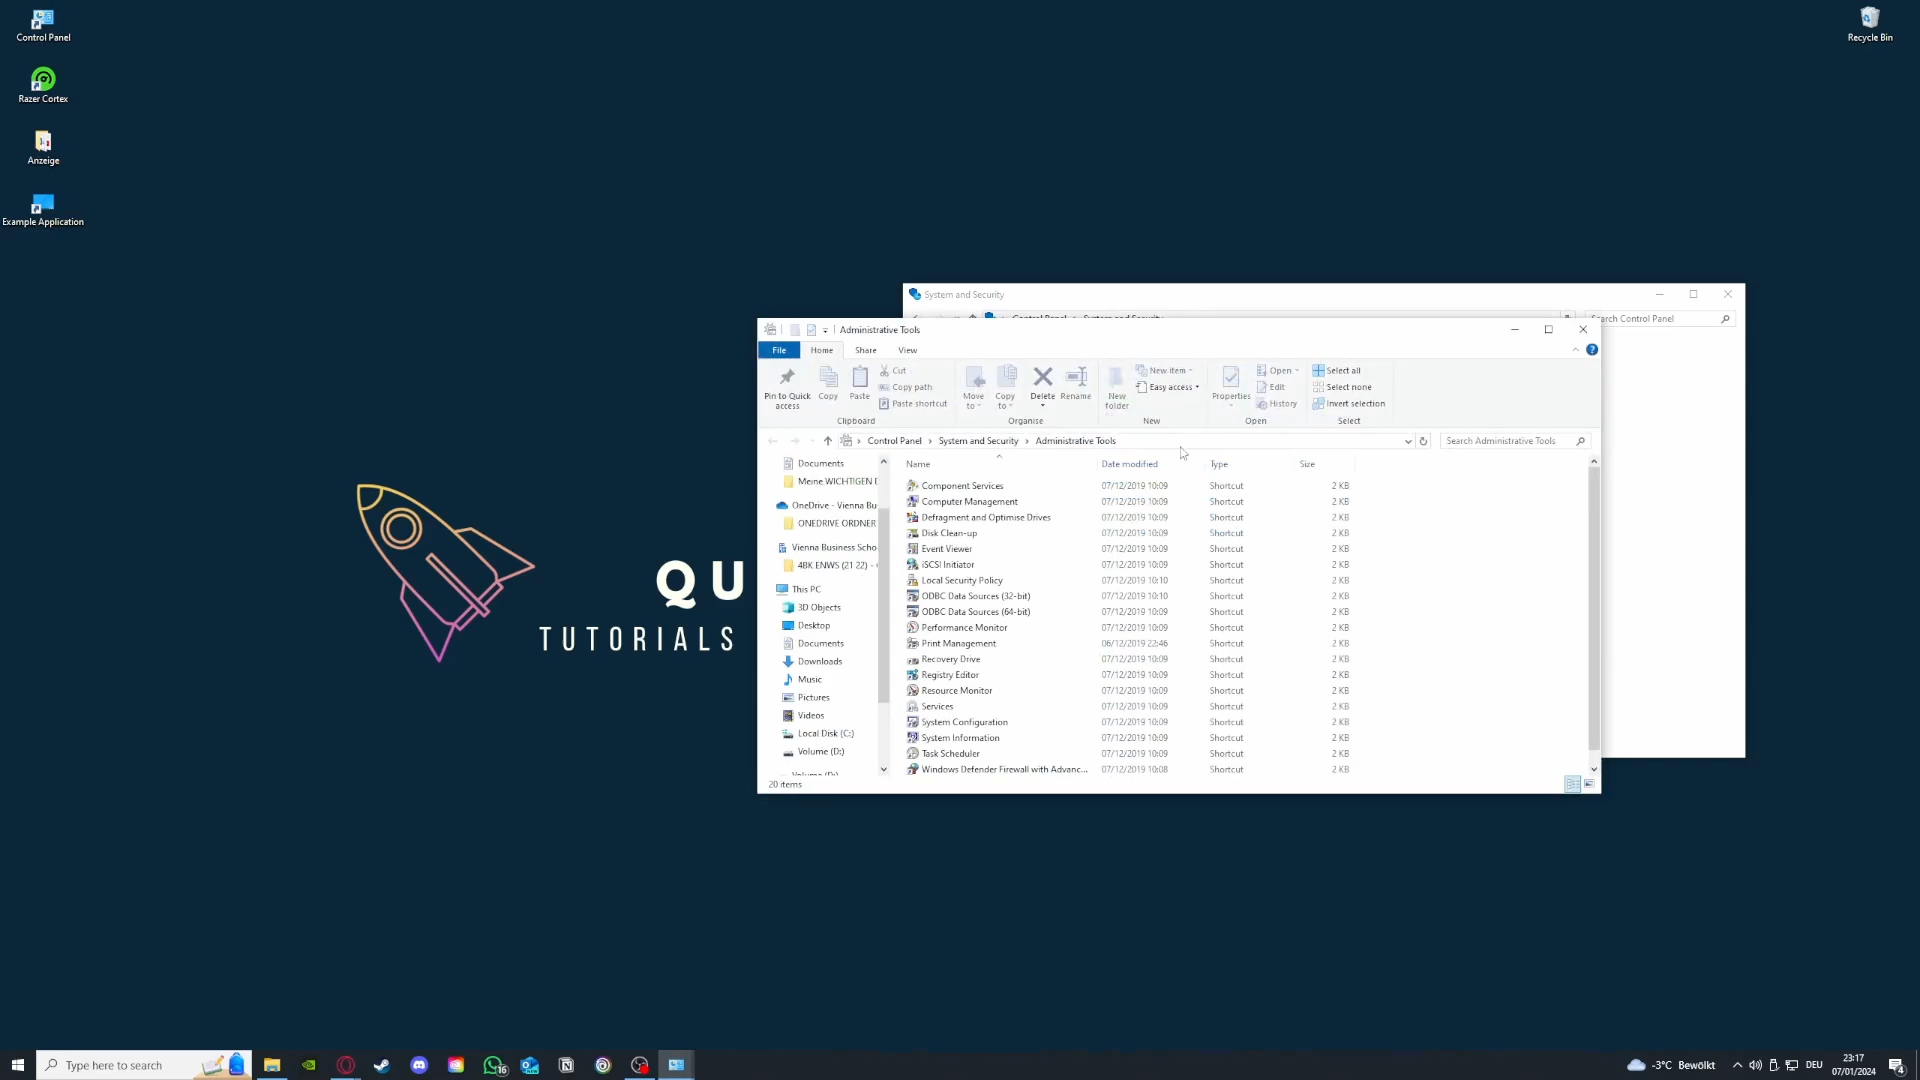 Control Panel
Recycle Bin
Razer Cortex
Anzeige
Example Application
System and Security
Search Control Panel
Administrative Tools
File Home Share View
Pin to Quick access
Copy
Paste
Cut
Copy path
Paste shortcut
Move to
Copy to
Delete
Rename
New folder
New item
Easy access
Properties
Open
Edit
History
Select all
Select none
Invert selection
Clipboard Organise New Open Select
Control Panel › System and Security › Administrative Tools
Search Administrative Tools
Documents
Meine WICHTIGEN D
OneDrive - Vienna Bu
ONEDRIVE ORDNER
Vienna Business Scho
4BK ENWS (21 22) -
This PC
3D Objects
Desktop
Documents
Downloads
Music
Pictures
Videos
Local Disk (C:)
Volume (D:)
Name Date modified Type Size
Component Services 07/12/2019 10:09 Shortcut 2 KB
Computer Management 07/12/2019 10:09 Shortcut 2 KB
Defragment and Optimise Drives 07/12/2019 10:09 Shortcut 2 KB
Disk Clean-up 07/12/2019 10:09 Shortcut 2 KB
Event Viewer 07/12/2019 10:09 Shortcut 2 KB
iSCSI Initiator 07/12/2019 10:09 Shortcut 2 KB
Local Security Policy 07/12/2019 10:10 Shortcut 2 KB
ODBC Data Sources (32-bit) 07/12/2019 10:10 Shortcut 2 KB
ODBC Data Sources (64-bit) 07/12/2019 10:09 Shortcut 2 KB
Performance Monitor 07/12/2019 10:09 Shortcut 2 KB
Print Management 06/12/2019 22:46 Shortcut 2 KB
Recovery Drive 07/12/2019 10:09 Shortcut 2 KB
Registry Editor 07/12/2019 10:09 Shortcut 2 KB
Resource Monitor 07/12/2019 10:09 Shortcut 2 KB
Services 07/12/2019 10:09 Shortcut 2 KB
System Configuration 07/12/2019 10:09 Shortcut 2 KB
System Information 07/12/2019 10:09 Shortcut 2 KB
Task Scheduler 07/12/2019 10:09 Shortcut 2 KB
Windows Defender Firewall with Advanc... 07/12/2019 10:08 Shortcut 2 KB
20 items
QU
TUTORIALS
Type here to search
16
-3°C Bewölkt
DEU
23:17
07/01/2024
4